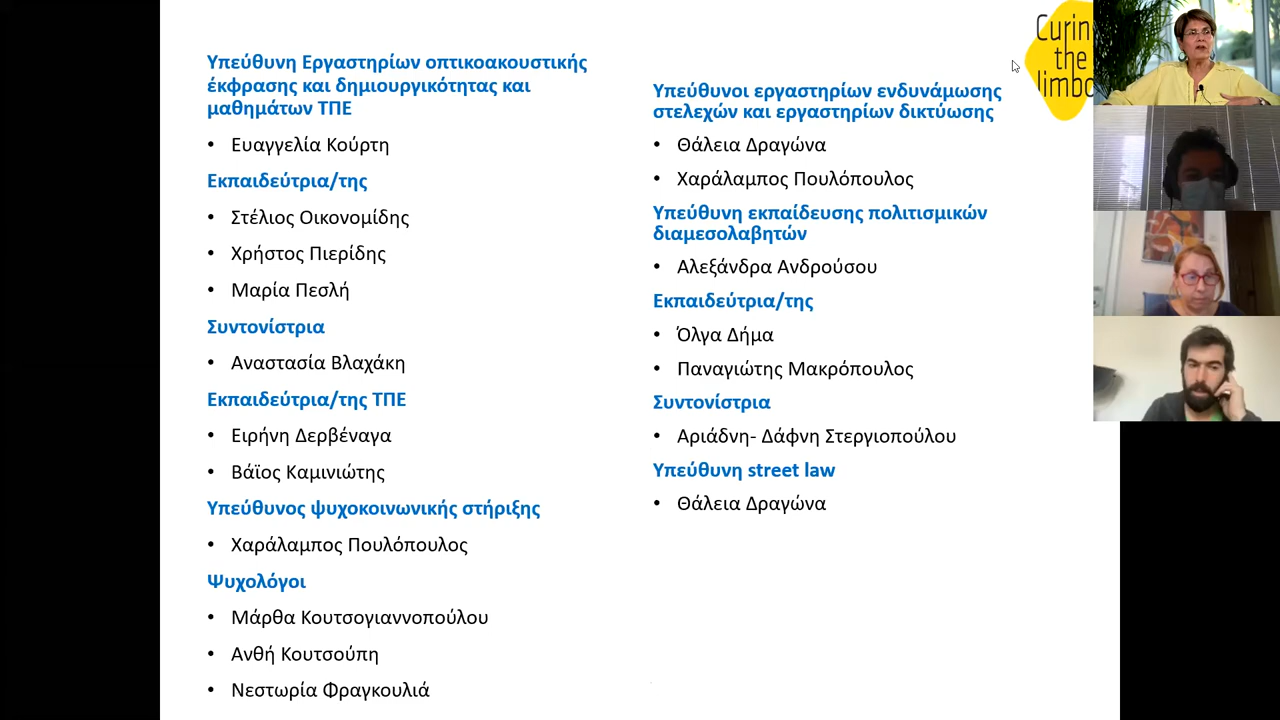 Υπεύθυνη Εργαστηρίων οπτικοακουστικής
έκφρασης και δημιουργικότητας και
μαθημάτων ΤΠΕ
• Ευαγγελία Κούρτη
Εκπαιδεύτρια/της
• Στέλιος Οικονομίδης
• Χρήστος Πιερίδης
• Μαρία Πεσλή
Συντονίστρια
• Αναστασία Βλαχάκη
Εκπαιδεύτρια/της ΤΠΕ
• Ειρήνη Δερβέναγα
• Βάϊος Καμινιώτης
Υπεύθυνος ψυχοκοινωνικής στήριξης
• Χαράλαμπος Πουλόπουλος
Ψυχολόγοι
• Μάρθα Κουτσογιαννοπούλου
• Ανθή Κουτσούπη
• Νεστωρία Φραγκουλιά
Υπεύθυνοι εργαστηρίων ενδυνάμωσης
στελεχών και εργαστηρίων δικτύωσης
• Θάλεια Δραγώνα
• Χαράλαμπος Πουλόπουλος
Υπεύθυνη εκπαίδευσης πολιτισμικών
διαμεσολαβητών
• Αλεξάνδρα Ανδρούσου
Εκπαιδεύτρια/της
• Όλγα Δήμα
• Παναγιώτης Μακρόπουλος
Συντονίστρια
• Αριάδνη- Δάφνη Στεργιοπούλου
Υπεύθυνη street law
• Θάλεια Δραγώνα
Curin
the
limbo